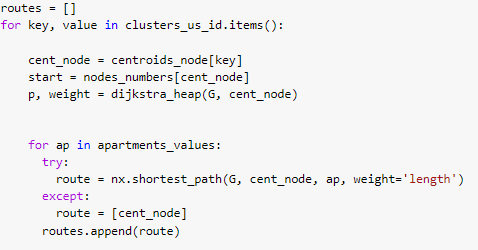 routes = []
for key, value in clusters_us_id.items():
cent_node = centroids_node[key]
start = nodes_numbers[cent_node]
p, weight = dijkstra_heap(G, cent_node)
for ap in apartments_values:
try:
route = nx.shortest_path(G, cent_node, ap, weight='length')
except:
route = [cent_node]
routes.append(route)